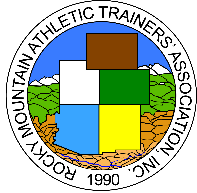 ROCKY MOUNTAIN ATHLETIC TRAINERS' ASSOCIATION INC.
1990